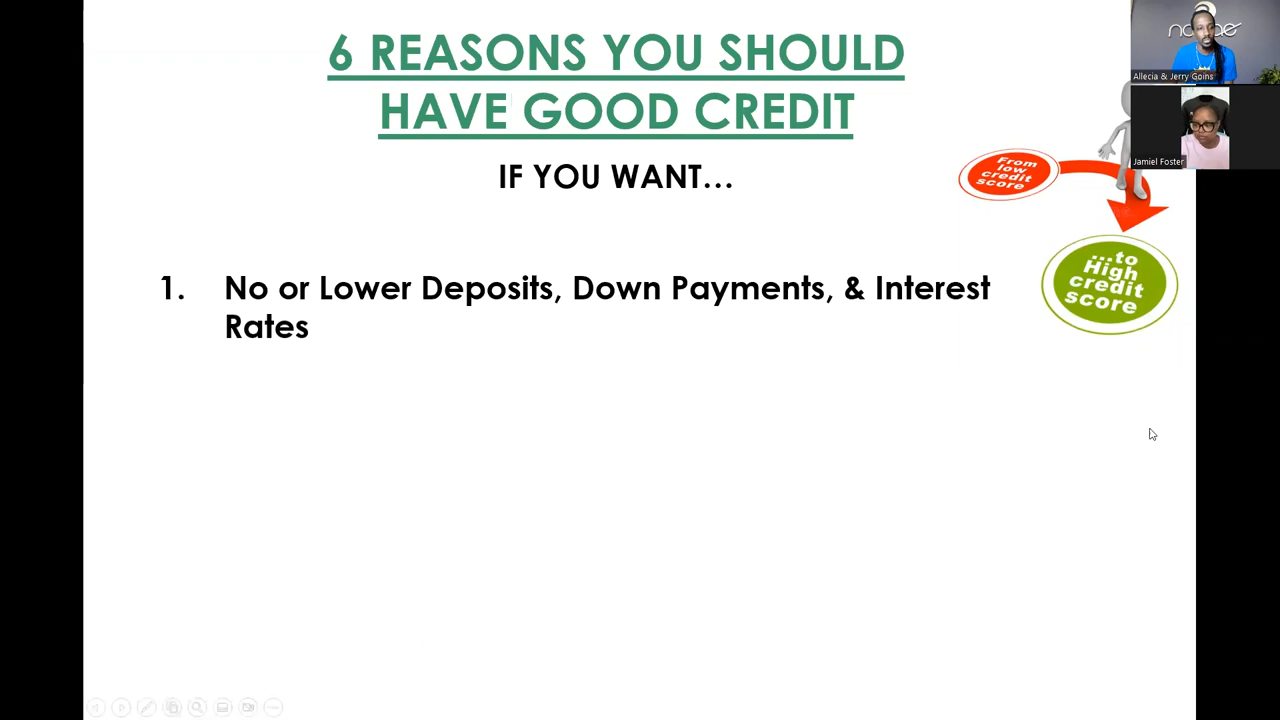 6 REASONS YOU SHOULD
HAVE GOOD CREDIT
IF YOU WANT...
1. No or Lower Deposits, Down Payments, & Interest
Rates
From
low
credit
score
...to
High
credit
score
Allecia & Jerry Goins
Jamiel Foster